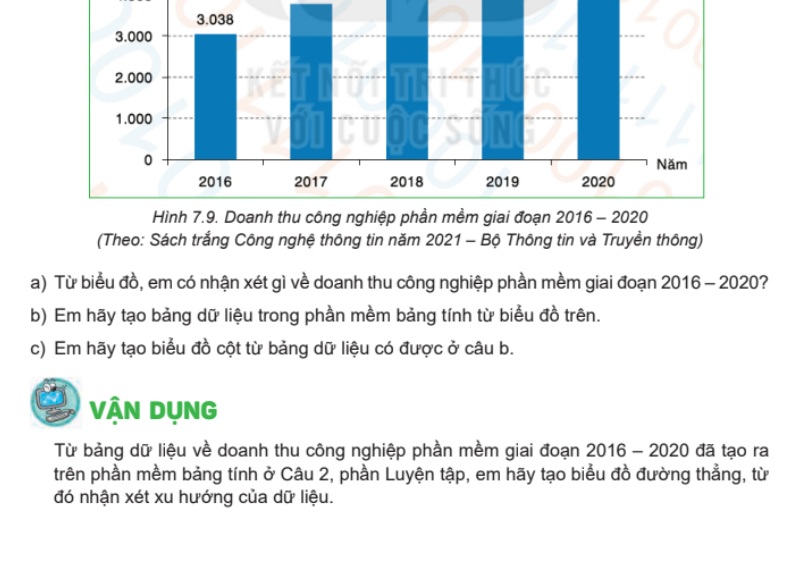 3.038
3.000
2.000
KẾT NỐI TRI THỨC
1.000
VỚI CUỘC SỐNG
0
Năm
2016 2017 2018 2019 2020
Hình 7.9. Doanh thu công nghiệp phần mềm giai đoạn 2016 – 2020
(Theo: Sách trắng Công nghệ thông tin năm 2021 – Bộ Thông tin và Truyền thông)
a) Từ biểu đồ, em có nhận xét gì về doanh thu công nghiệp phần mềm giai đoạn 2016 – 2020?
b) Em hãy tạo bảng dữ liệu trong phần mềm bảng tính từ biểu đồ trên.
c) Em hãy tạo biểu đồ cột từ bảng dữ liệu có được ở câu b.
VẬN DỤNG
Từ bảng dữ liệu về doanh thu công nghiệp phần mềm giai đoạn 2016 – 2020 đã tạo ra
trên phần mềm bảng tính ở Câu 2, phần Luyện tập, em hãy tạo biểu đồ đường thẳng, từ
đó nhận xét xu hướng của dữ liệu.